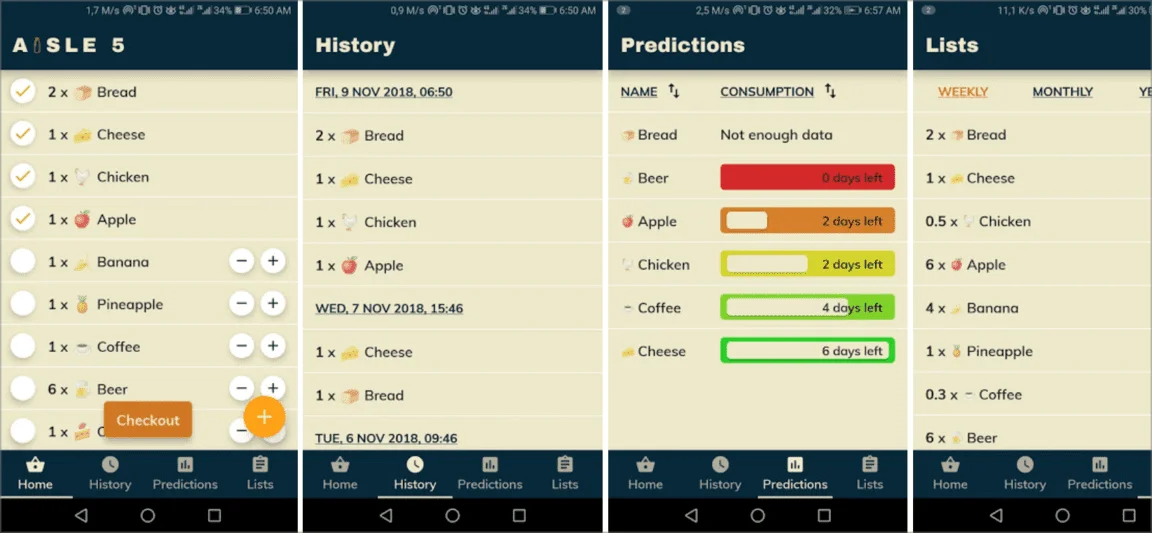 1,7 M/s 34% 6:50 AM
A SLE 5
2 x Bread
1 x Cheese
1 x Chicken
1 x Apple
1 x Banana
1 x Pineapple
1 x Coffee
6 x Beer
1 x C
Checkout
Home History Predictions Lists
0,9 M/s 34% 6:50 AM
History
FRI, 9 NOV 2018, 06:50
2 x Bread
1 x Cheese
1 x Chicken
1 x Apple
WED, 7 NOV 2018, 15:46
1 x Cheese
1 x Bread
TUE, 6 NOV 2018, 09:46
Home History Predictions Lists
2 2,5 M/s 32% 6:57 AM
Predictions
NAME CONSUMPTION
Bread Not enough data
Beer 0 days left
Apple 2 days left
Chicken 2 days left
Coffee 4 days left
Cheese 6 days left
Home History Predictions Lists
2 11,1 K/s 30%
Lists
WEEKLY MONTHLY YE
2 x Bread
1 x Cheese
0.5 x Chicken
6 x Apple
4 x Banana
1 x Pineapple
0.3 x Coffee
6 x Beer
Home History Predictions